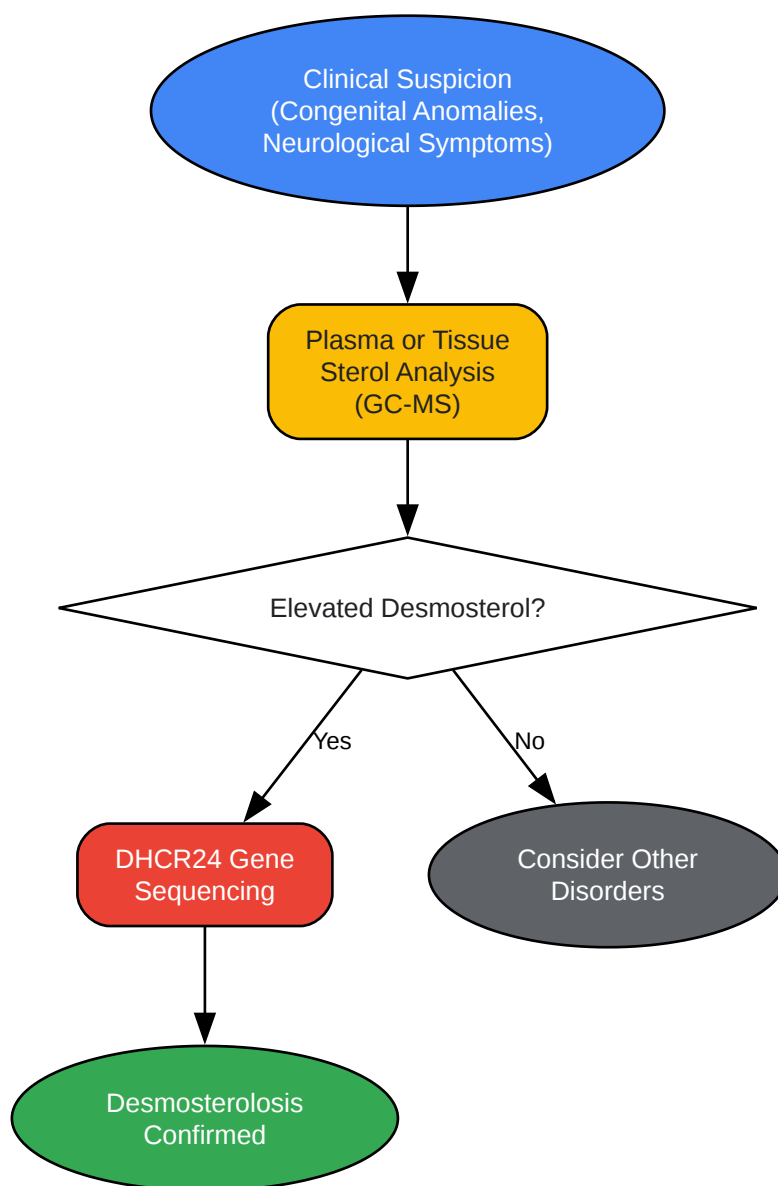 Clinical Suspicion
(Congenital Anomalies,
Neurological Symptoms)
Plasma or Tissue
Sterol Analysis
(GC-MS)
Elevated Desmosterol?
Yes
No
DHCR24 Gene
Sequencing
Consider Other
Disorders
Desmosterolosis
Confirmed